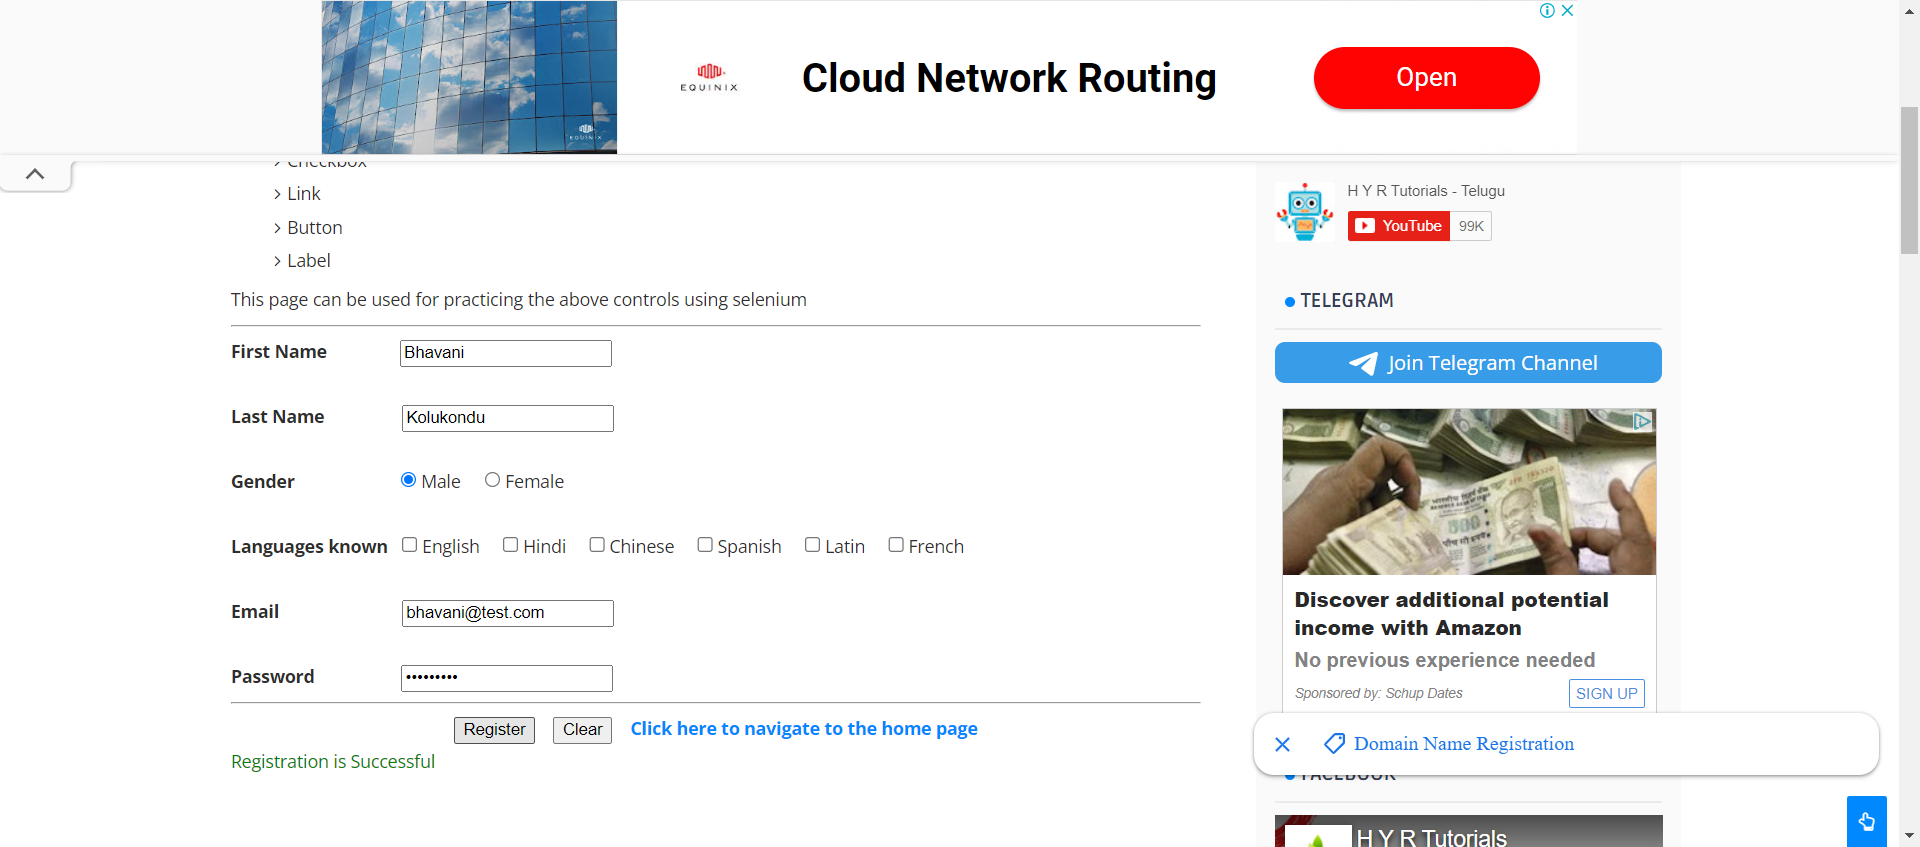 EQUINIX
EQUINIX
Cloud Network Routing
Open
Checkbox
Link
Button
Label
This page can be used for practicing the above controls using selenium
First Name
Bhavani
Last Name
Kolukondu
Gender
Male
Female
Languages known
English
Hindi
Chinese
Spanish
Latin
French
Email
bhavani@test.com
Password
•••••••••
Register
Clear
Click here to navigate to the home page
Registration is Successful
H Y R Tutorials - Telugu
YouTube
99K
TELEGRAM
Join Telegram Channel
500
Discover additional potential
income with Amazon
No previous experience needed
Sponsored by: Schup Dates
SIGN UP
Domain Name Registration
FACEBOOK
H Y R Tutorials